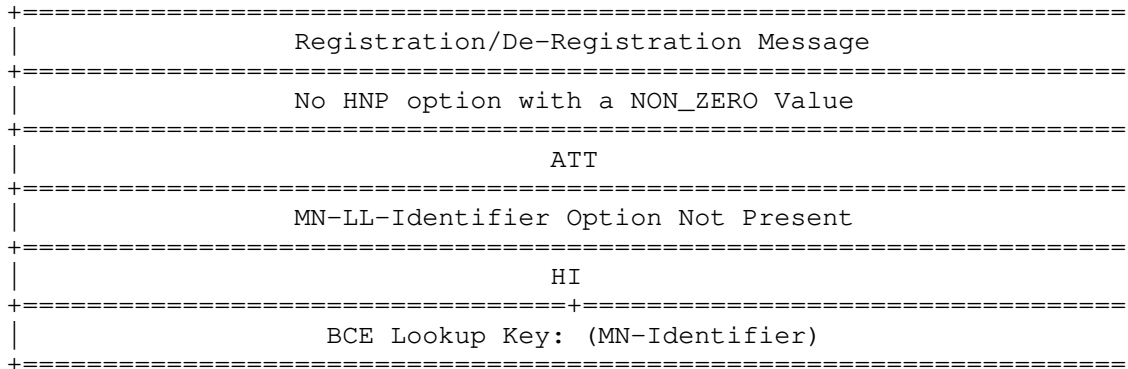 +=====================================================================
| Registration/De-Registration Message
+=====================================================================
| No HNP option with a NON_ZERO Value
+=====================================================================
| ATT
+=====================================================================
| MN-LL-Identifier Option Not Present
+=====================================================================
| HI
+==================================+==================================
| BCE Lookup Key: (MN-Identifier)
+=====================================================================